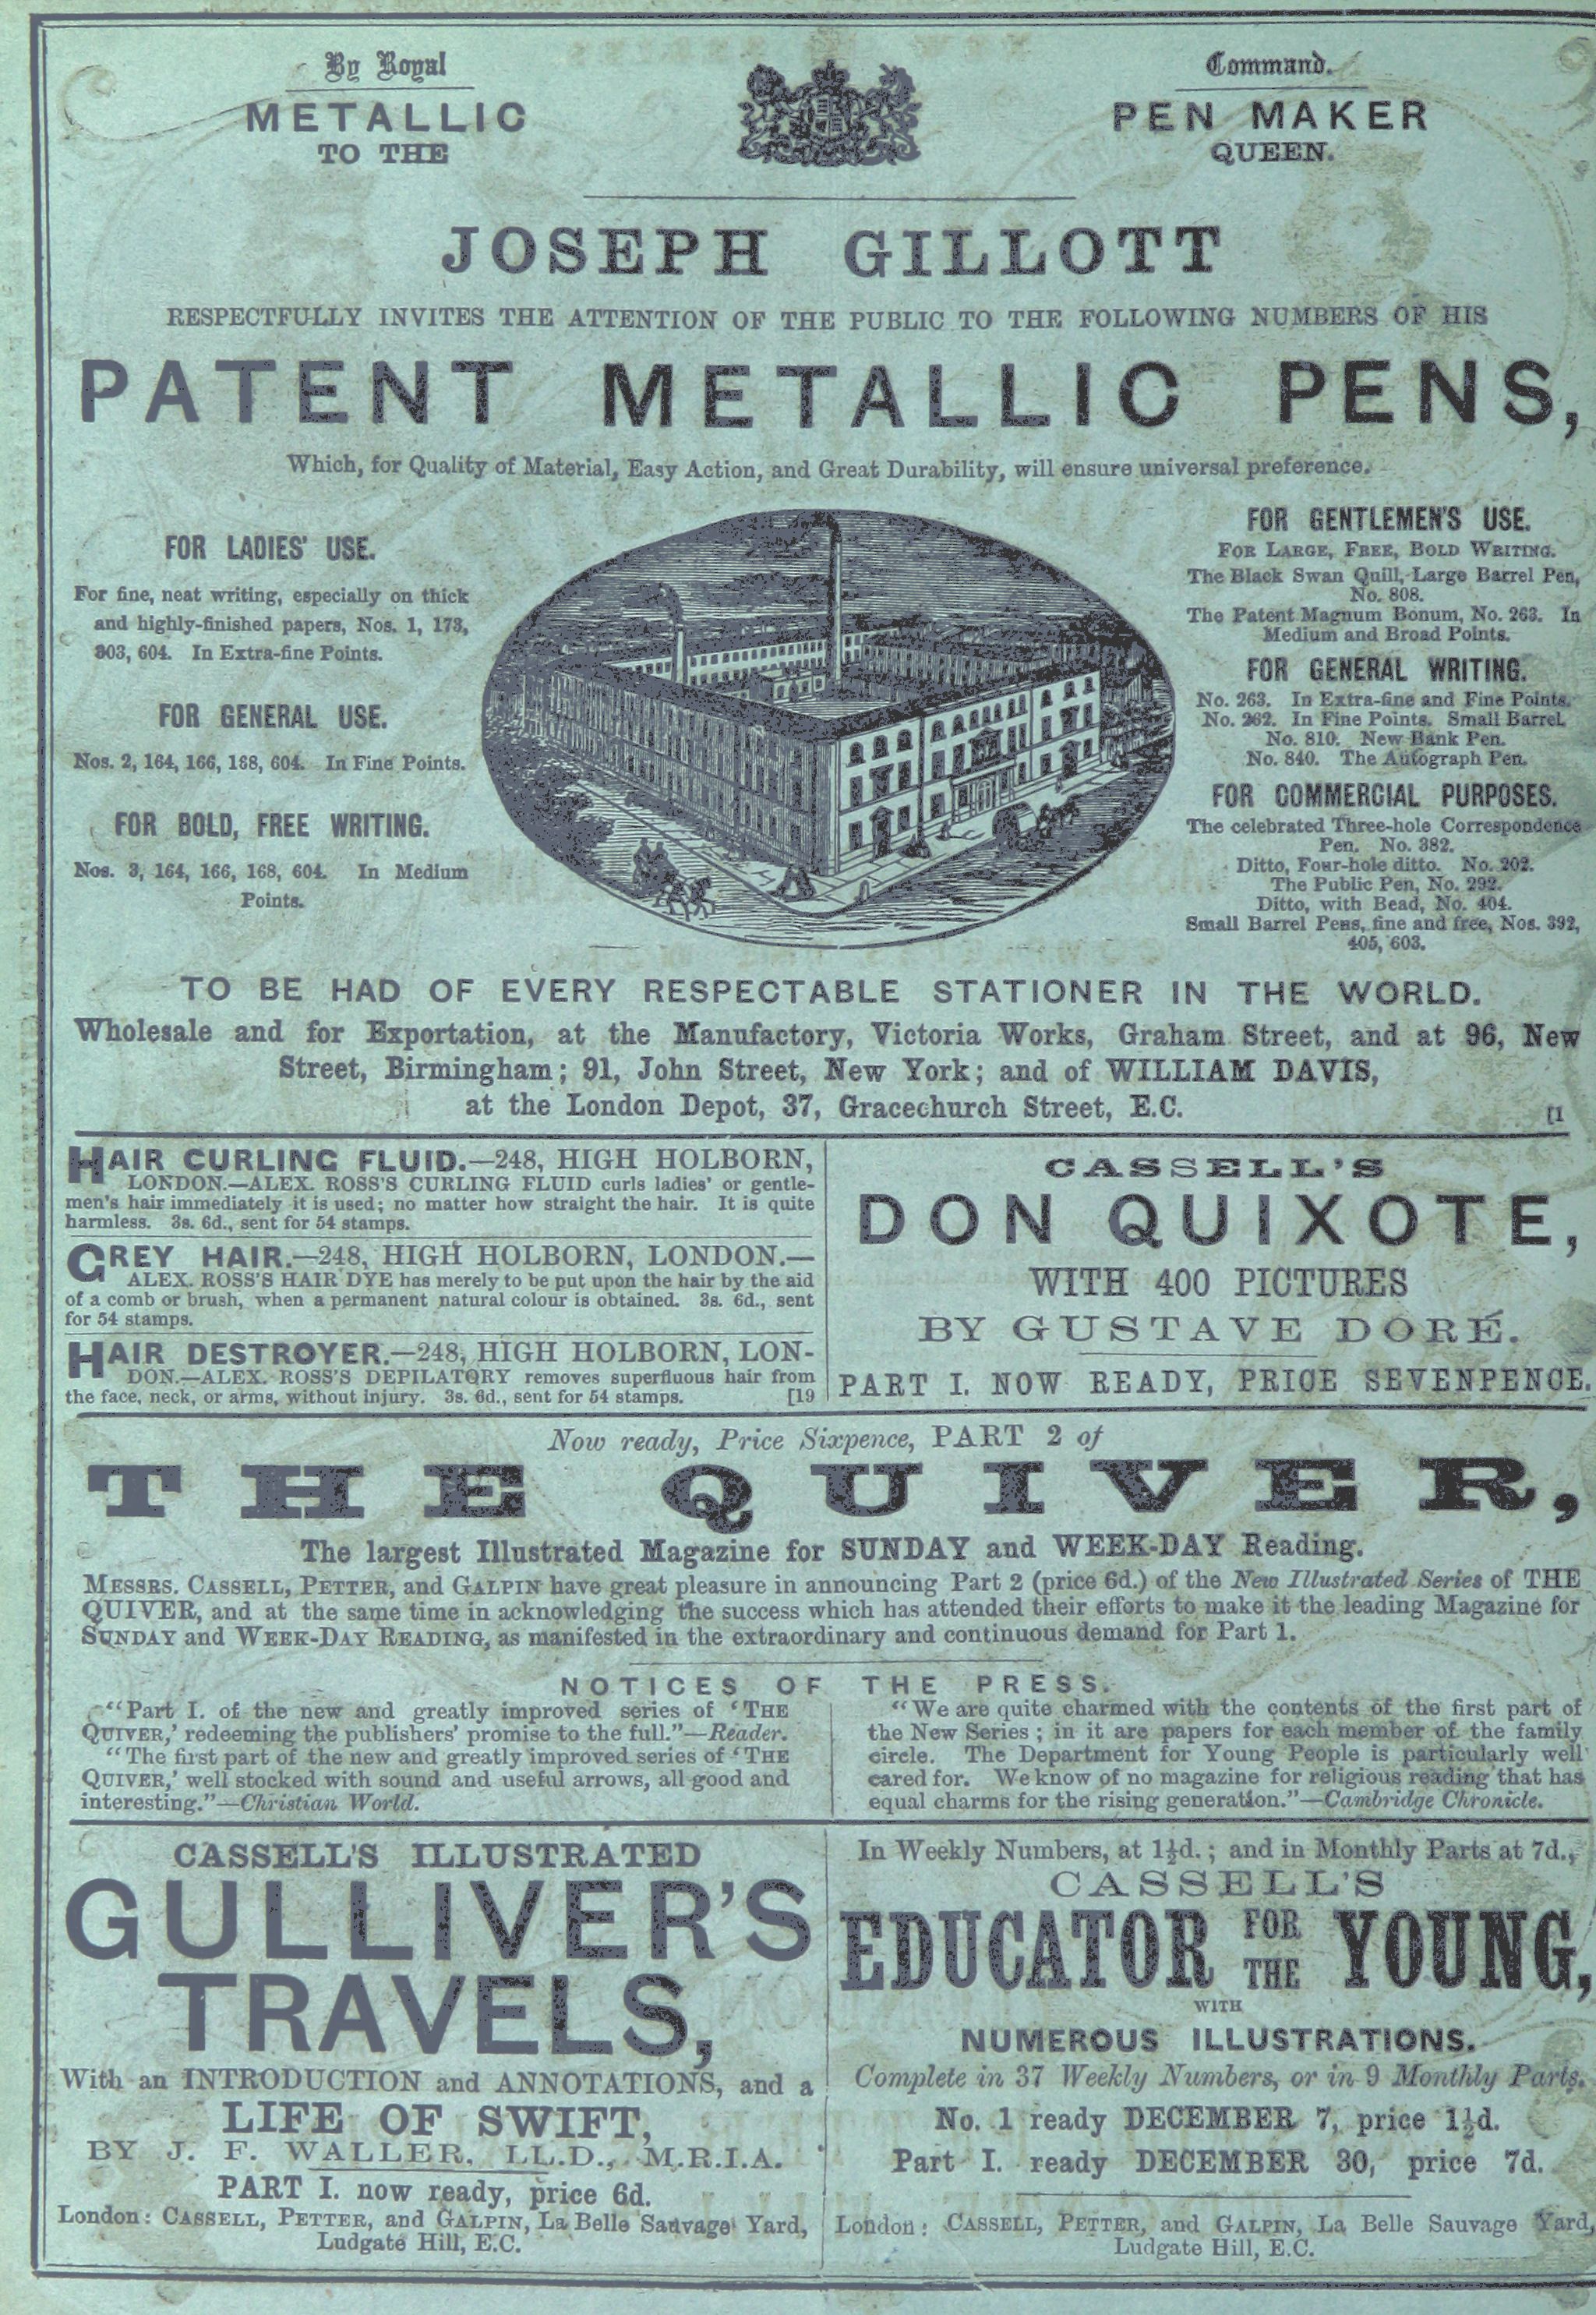 By Royal Command.
METALLIC PEN MAKER
TO THE QUEEN.
JOSEPH GILLOTT
RESPECTFULLY INVITES THE ATTENTION OF THE PUBLIC TO THE FOLLOWING NUMBERS OF HIS
PATENT METALLIC PENS,
Which, for Quality of Material, Easy Action, and Great Durability, will ensure universal preference.
FOR LADIES' USE.
For fine, neat writing, especially on thick
and highly-finished papers, Nos. 1, 173,
303, 604. In Extra-fine Points.
FOR GENERAL USE.
Nos. 2, 164, 166, 168, 604. In Fine Points.
FOR BOLD, FREE WRITING.
Nos. 3, 164, 166, 168, 604. In Medium
Points.
FOR GENTLEMEN'S USE.
FOR LARGE, FREE, BOLD WRITING.
The Black Swan Quill, Large Barrel Pen,
No. 808.
The Patent Magnum Bonum, No. 263. In
Medium and Broad Points.
FOR GENERAL WRITING.
No. 263. In Extra-fine and Fine Points.
No. 262. In Fine Points. Small Barrel.
No. 810. New Bank Pen.
No. 840. The Autograph Pen.
FOR COMMERCIAL PURPOSES.
The celebrated Three-hole Correspondence
Pen. No. 382.
Ditto, Four-hole ditto. No. 202.
The Public Pen, No. 292.
Ditto, with Bead, No. 404.
Small Barrel Pens, fine and free, Nos. 392,
405, 603.
TO BE HAD OF EVERY RESPECTABLE STATIONER IN THE WORLD.
Wholesale and for Exportation, at the Manufactory, Victoria Works, Graham Street, and at 96, New
Street, Birmingham; 91, John Street, New York; and of WILLIAM DAVIS,
at the London Depot, 37, Gracechurch Street, E.C. [1
HAIR CURLING FLUID.—248, HIGH HOLBORN,
LONDON.—ALEX. ROSS'S CURLING FLUID curls ladies' or gentle-
men's hair immediately it is used; no matter how straight the hair. It is quite
harmless. 3s. 6d., sent for 54 stamps.
GREY HAIR.—248, HIGH HOLBORN, LONDON.—
ALEX. ROSS'S HAIR DYE has merely to be put upon the hair by the aid
of a comb or brush, when a permanent natural colour is obtained. 3s. 6d., sent
for 54 stamps.
HAIR DESTROYER.—248, HIGH HOLBORN, LON-
DON.—ALEX. ROSS'S DEPILATORY removes superfluous hair from
the face, neck, or arms, without injury. 3s. 6d., sent for 54 stamps. [19
CASSELL'S
DON QUIXOTE,
WITH 400 PICTURES
BY GUSTAVE DORÉ.
PART I. NOW READY, PRICE SEVENPENCE.
Now ready, Price Sixpence, PART 2 of
THE QUIVER,
The largest Illustrated Magazine for SUNDAY and WEEK-DAY Reading.
MESSRS. CASSELL, PETTER, and GALPIN have great pleasure in announcing Part 2 (price 6d.) of the New Illustrated Series of THE
QUIVER, and at the same time in acknowledging the success which has attended their efforts to make it the leading Magazine for
SUNDAY and WEEK-DAY READING, as manifested in the extraordinary and continuous demand for Part 1.
NOTICES OF THE PRESS.
"Part I. of the new and greatly improved series of 'THE
QUIVER,' redeeming the publishers' promise to the full."—Reader.
"The first part of the new and greatly improved series of 'THE
QUIVER,' well stocked with sound and useful arrows, all good and
interesting."—Christian World.
"We are quite charmed with the contents of the first part of
the New Series; in it are papers for each member of the family
circle. The Department for Young People is particularly well
cared for. We know of no magazine for religious reading that has
equal charms for the rising generation."—Cambridge Chronicle.
CASSELL'S ILLUSTRATED
GULLIVER'S
TRAVELS,
With an INTRODUCTION and ANNOTATIONS, and a
LIFE OF SWIFT,
BY J. F. WALLER, LL.D., M.R.I.A.
PART I. now ready, price 6d.
London: CASSELL, PETTER, and GALPIN, La Belle Sauvage Yard,
Ludgate Hill, E.C.
In Weekly Numbers, at 1½d.; and in Monthly Parts at 7d.,
CASSELL'S
EDUCATOR FOR THE YOUNG,
WITH
NUMEROUS ILLUSTRATIONS.
Complete in 37 Weekly Numbers, or in 9 Monthly Parts.
No. 1 ready DECEMBER 7, price 1½d.
Part I. ready DECEMBER 30, price 7d.
London: CASSELL, PETTER, and GALPIN, La Belle Sauvage Yard,
Ludgate Hill, E.C.